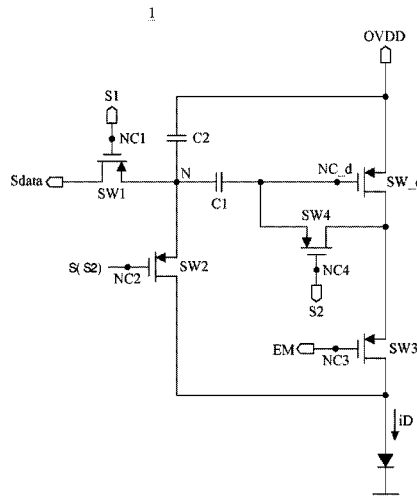 1
OVDD
S1
NC1
C2
Sdata
SW1
N
C1
NC_d
SW_d
SW4
S(S2)
NC2
SW2
NC4
S2
EM
NC3
SW3
iD